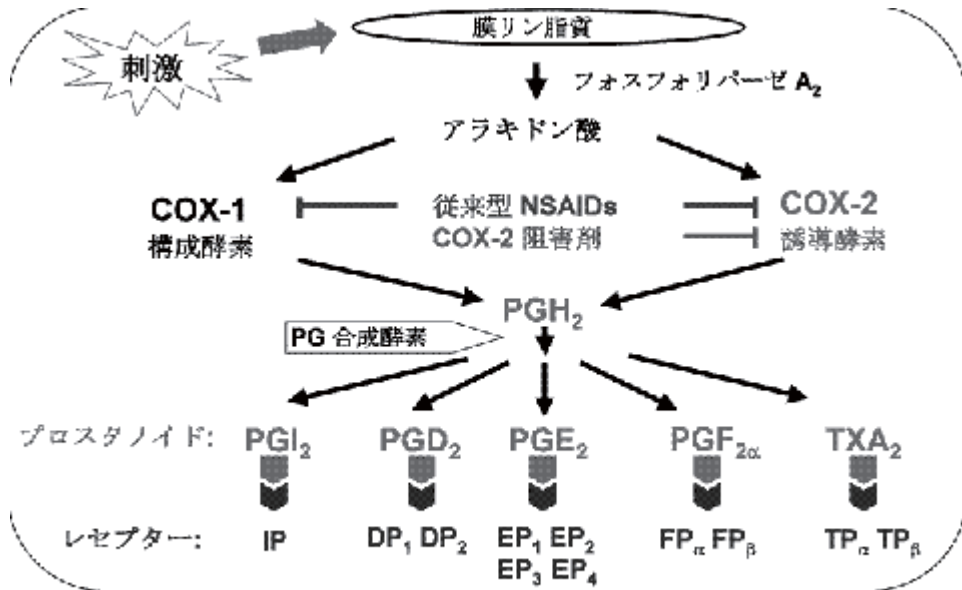 膜リン脂質
刺激
フォスフォリパーゼ A₂
アラキドン酸
COX-1 従来型 NSAIDs COX-2
構成酵素 COX-2 阻害剤 誘導酵素
PGH₂
PG 合成酵素
プロスタノイド: PGI₂ PGD₂ PGE₂ PGF₂α TXA₂
レセプター: IP DP₁ DP₂ EP₁ EP₂ FPα FPβ TPα TPβ
EP₃ EP₄